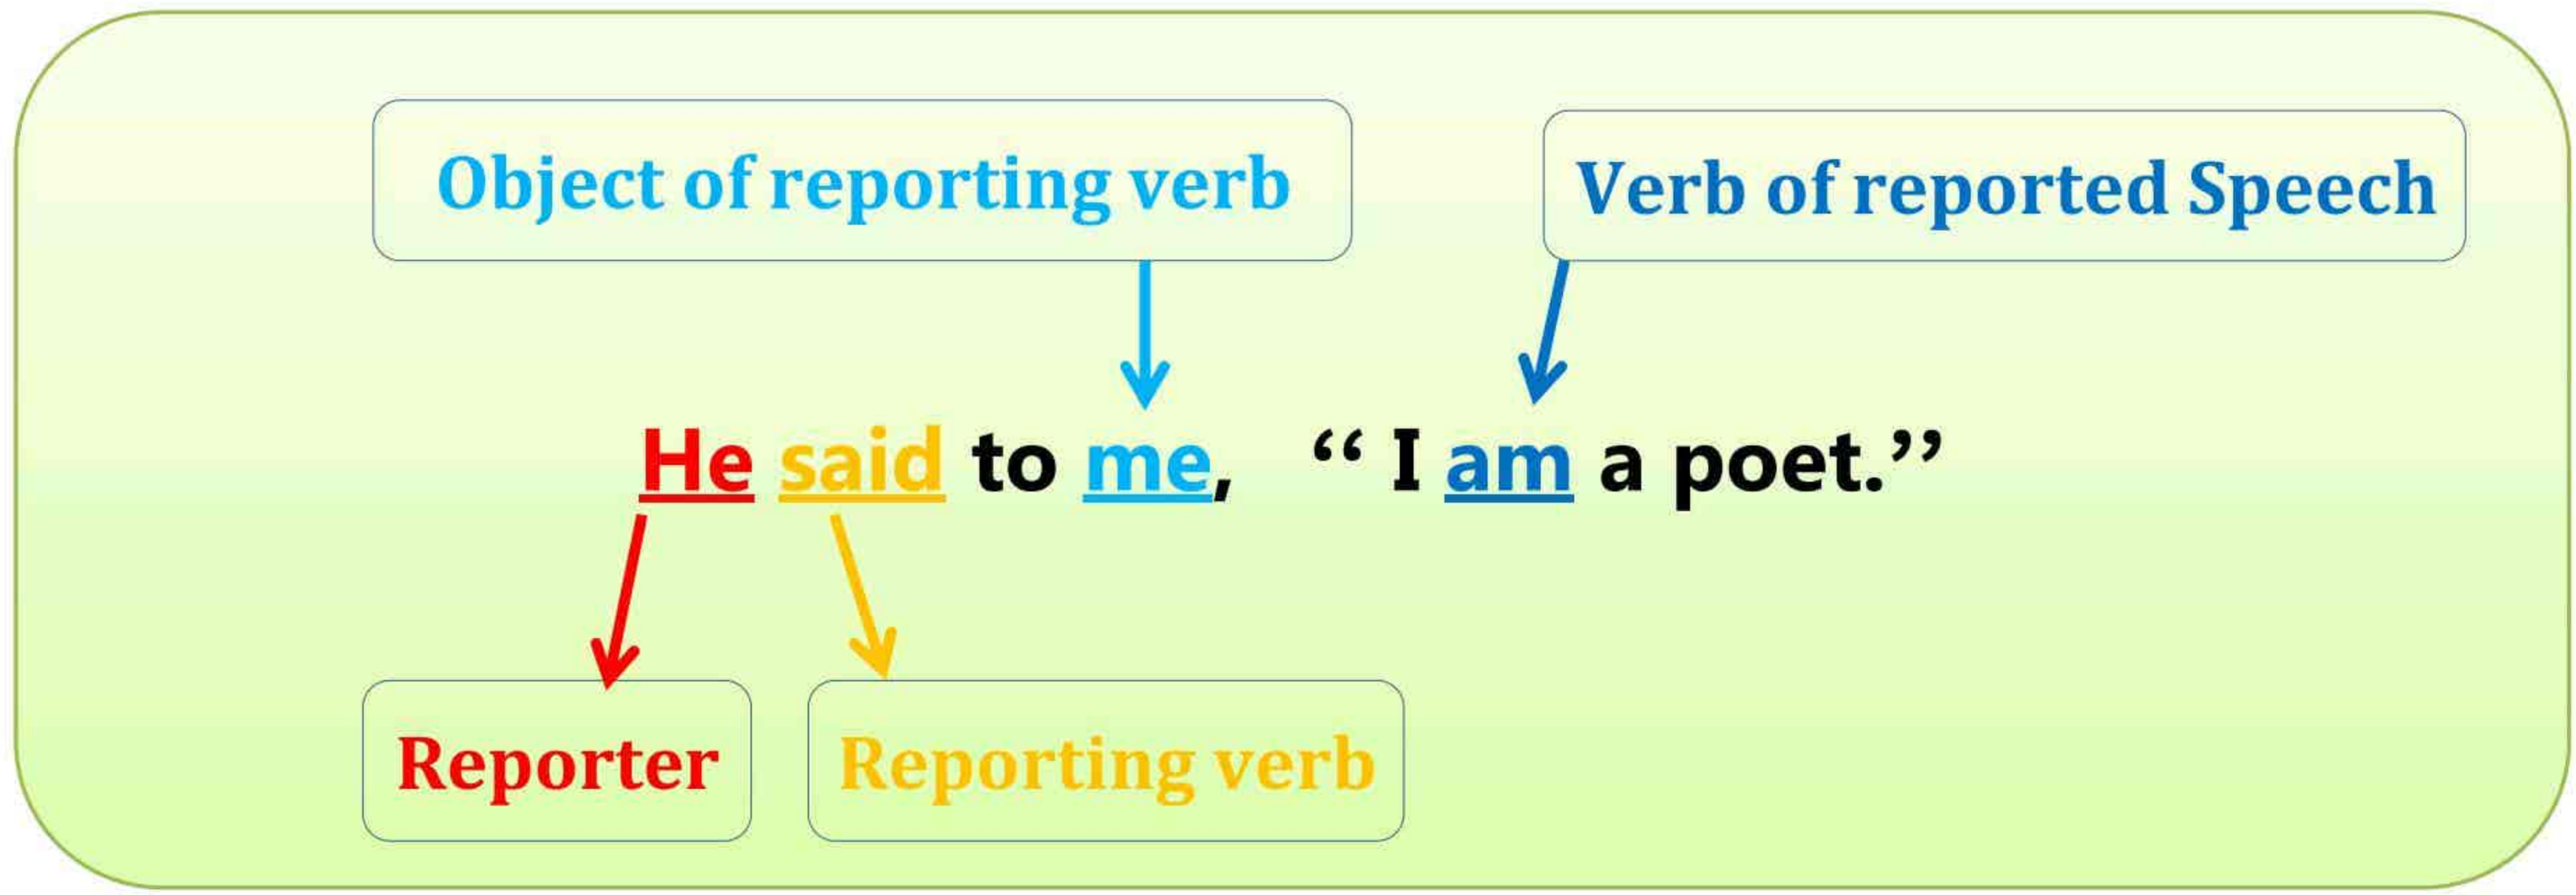 Object of reporting verb
Verb of reported Speech
He said to me, “ I am a poet.”
Reporter
Reporting verb